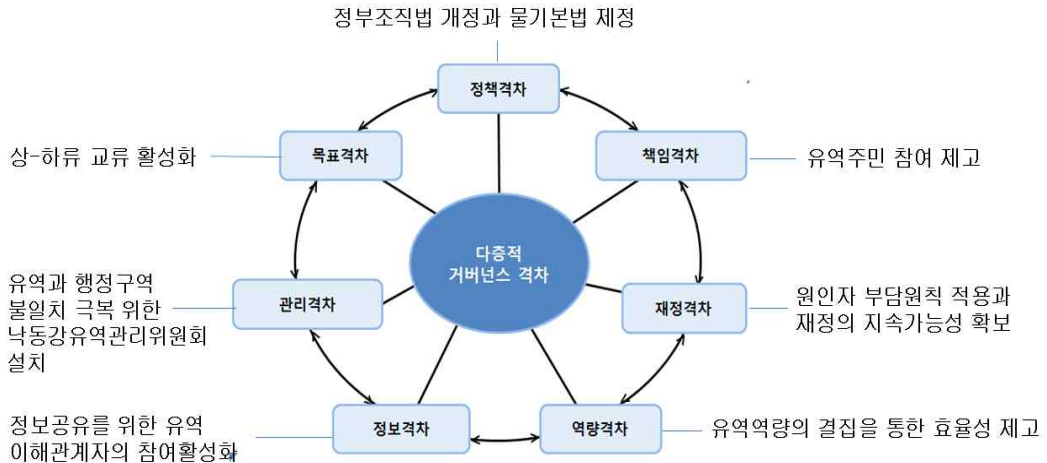 정부조직법 개정과 물기본법 제정
정책격차
상-하류 교류 활성화
목표격차
책임격차
유역주민 참여 제고
다층적
거버넌스 격차
유역과 행정구역
불일치 극복 위한
낙동강유역관리위원회
설치
관리격차
재정격차
원인자 부담원칙 적용과
재정의 지속가능성 확보
정보공유를 위한 유역
이해관계자의 참여활성화
정보격차
역량격차
유역역량의 결집을 통한 효율성 제고